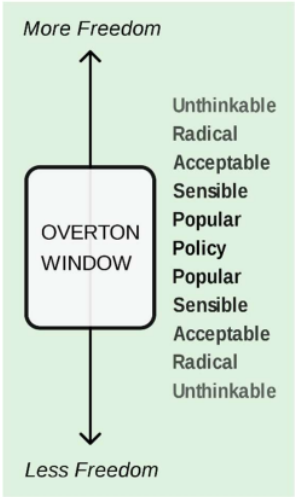 More Freedom
Unthinkable
Radical
Acceptable
Sensible
Popular
Policy
Popular
Sensible
Acceptable
Radical
Unthinkable
OVERTON
WINDOW
Less Freedom